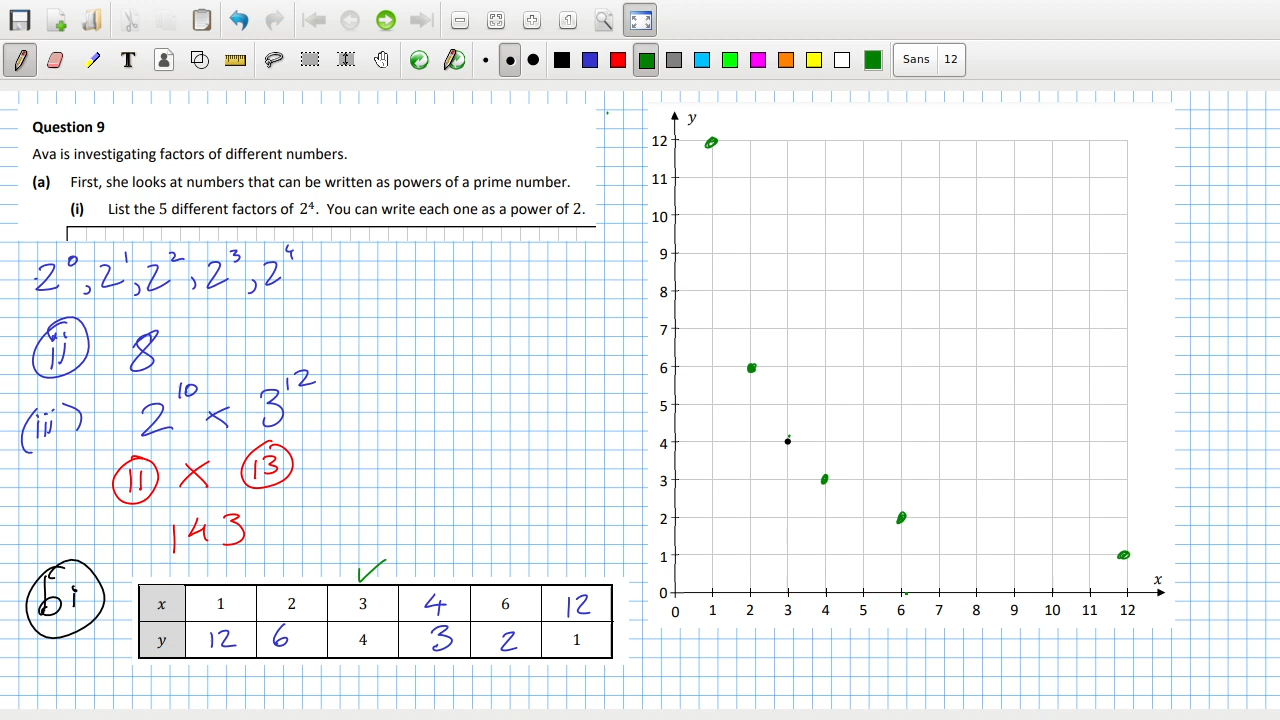 Sans 12
Question 9
Ava is investigating factors of different numbers.
(a) First, she looks at numbers that can be written as powers of a prime number.
(i) List the 5 different factors of 2⁴. You can write each one as a power of 2.
2⁰, 2¹, 2², 2³, 2⁴
(ii) 8
(iii) 2¹⁰ × 3¹²
11 × 13
143
bi
x 1 2 3 4 6 12
y 12 6 4 3 2 1
y
12
11
10
9
8
7
6
5
4
3
2
1
0
x
0 1 2 3 4 5 6 7 8 9 10 11 12